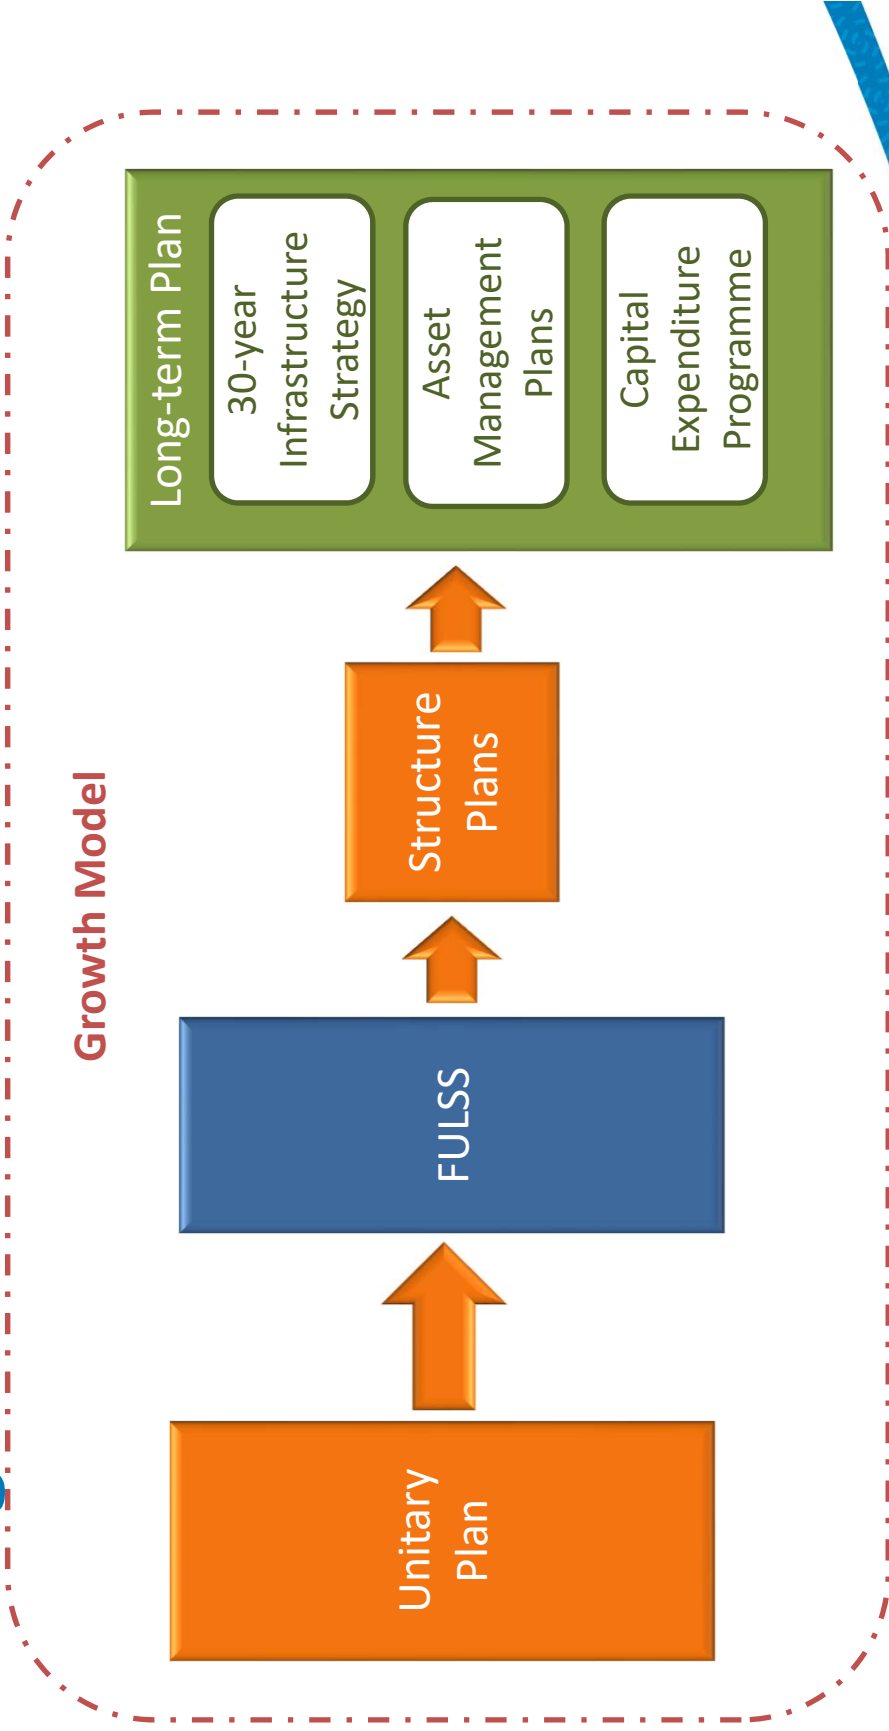 Growth Model
Unitary
Plan
FULSS
Structure
Plans
Long-term Plan
30-year
Infrastructure
Strategy
Asset
Management
Plans
Capital
Expenditure
Programme